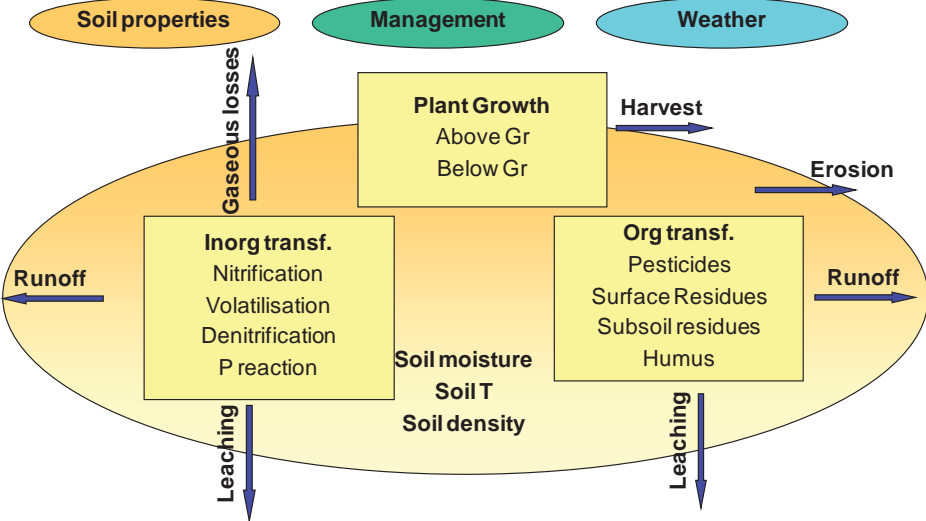 Soil properties
Management
Weather
Gaseous losses
Plant Growth
Above Gr
Below Gr
Harvest
Erosion
Inorg transf.
Nitrification
Volatilisation
Denitrification
P reaction
Org transf.
Pesticides
Surface Residues
Subsoil residues
Humus
Runoff
Runoff
Soil moisture
Soil T
Soil density
Leaching
Leaching